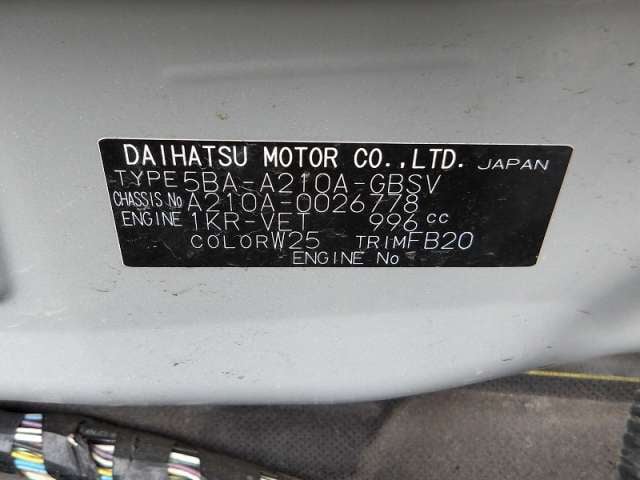 DAIHATSU MOTOR CO.,LTD. JAPAN
TYPE 5BA-A210A-GBSV
CHASSIS No A210A-0026778
ENGINE 1KR-VET 996 cc
COLOR W25 TRIM FB20
ENGINE No